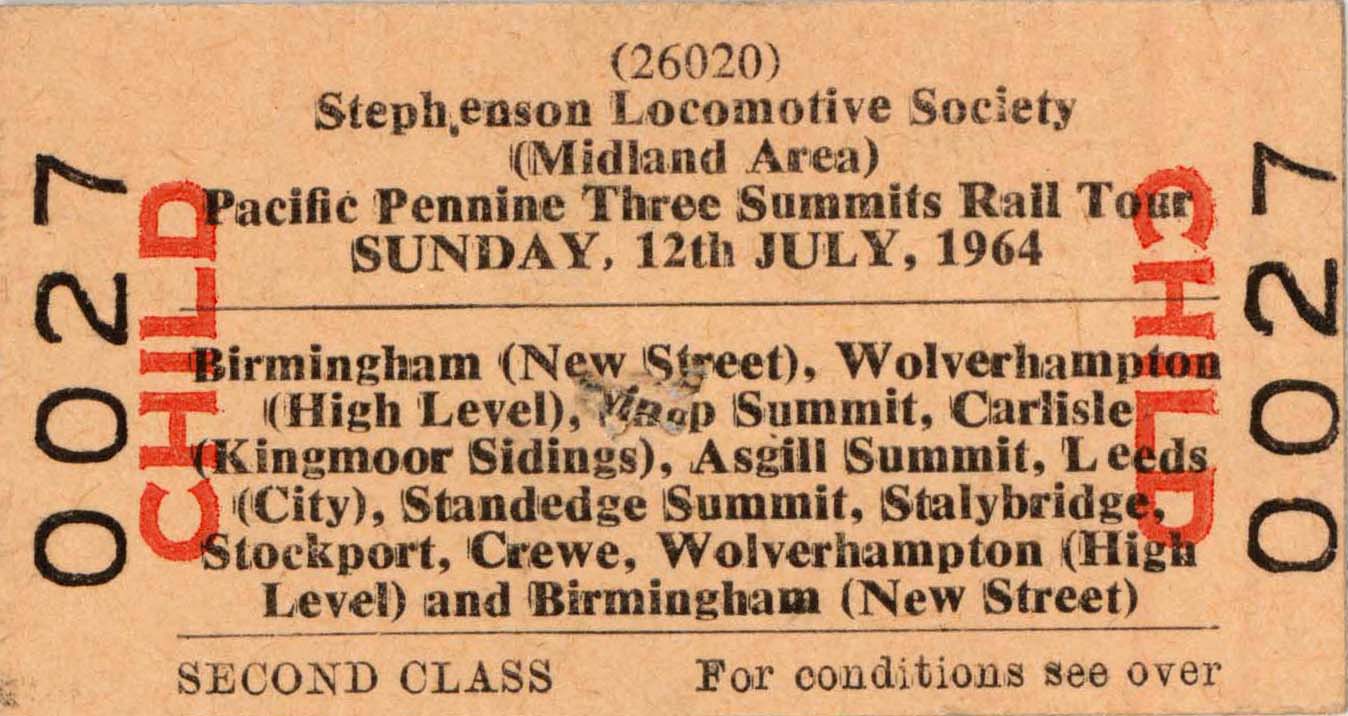 (26020)
Stephenson Locomotive Society
(Midland Area)
Pacific Pennine Three Summits Rail Tour
SUNDAY, 12th JULY, 1964
Birmingham (New Street), Wolverhampton
(High Level), Summit, Carlisle
(Kingmoor Sidings), Asgill Summit, Leeds
(City), Standedge Summit, Stalybridge,
Stockport, Crewe, Wolverhampton (High
Level) and Birmingham (New Street)
SECOND CLASS For conditions see over
0027
CHILD
CHILD
0027